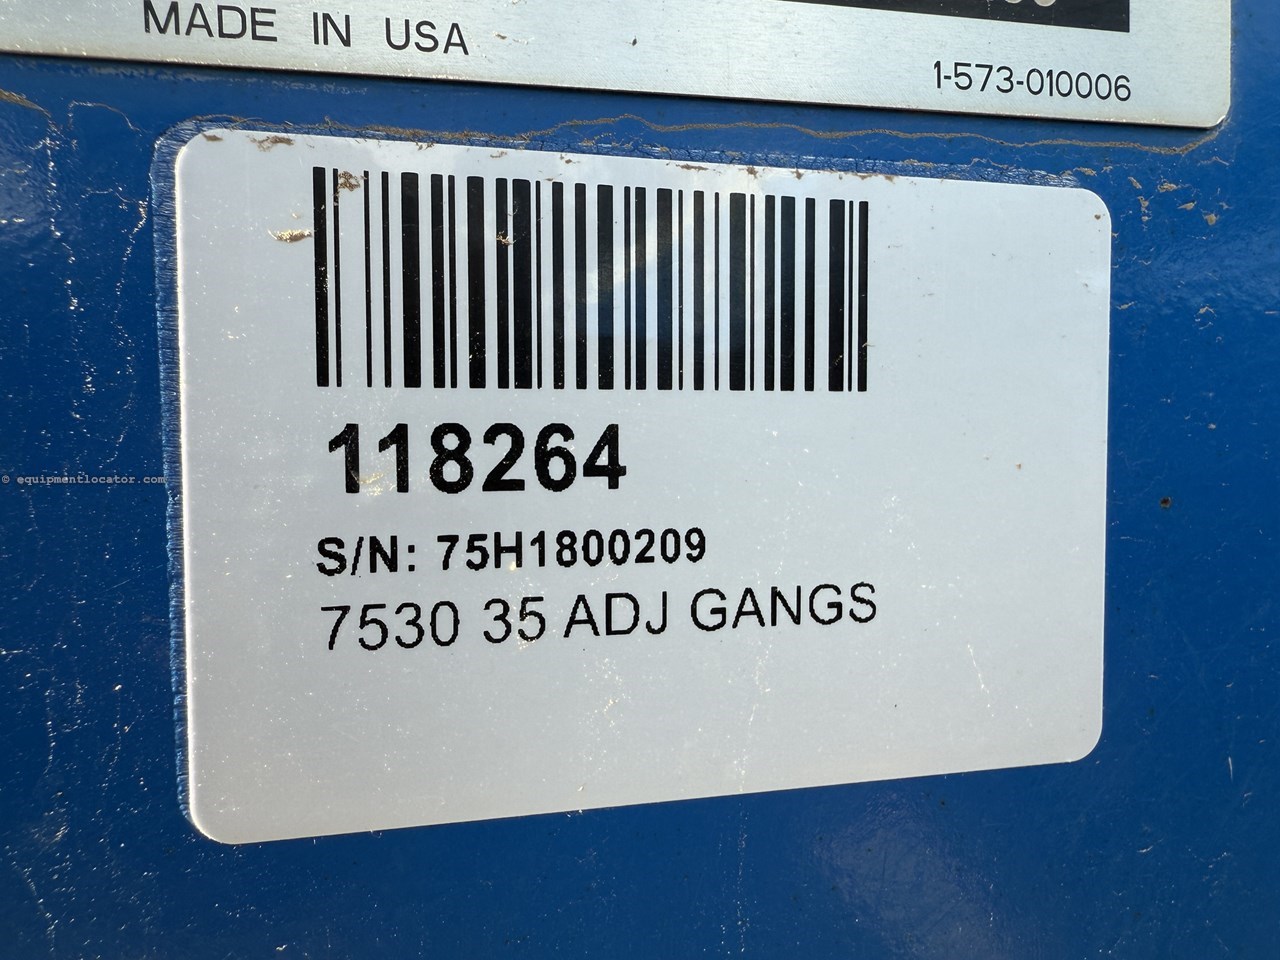 MADE IN USA
1-573-010006
118264
S/N: 75H1800209
7530 35 ADJ GANGS
© equipmentlocator.com